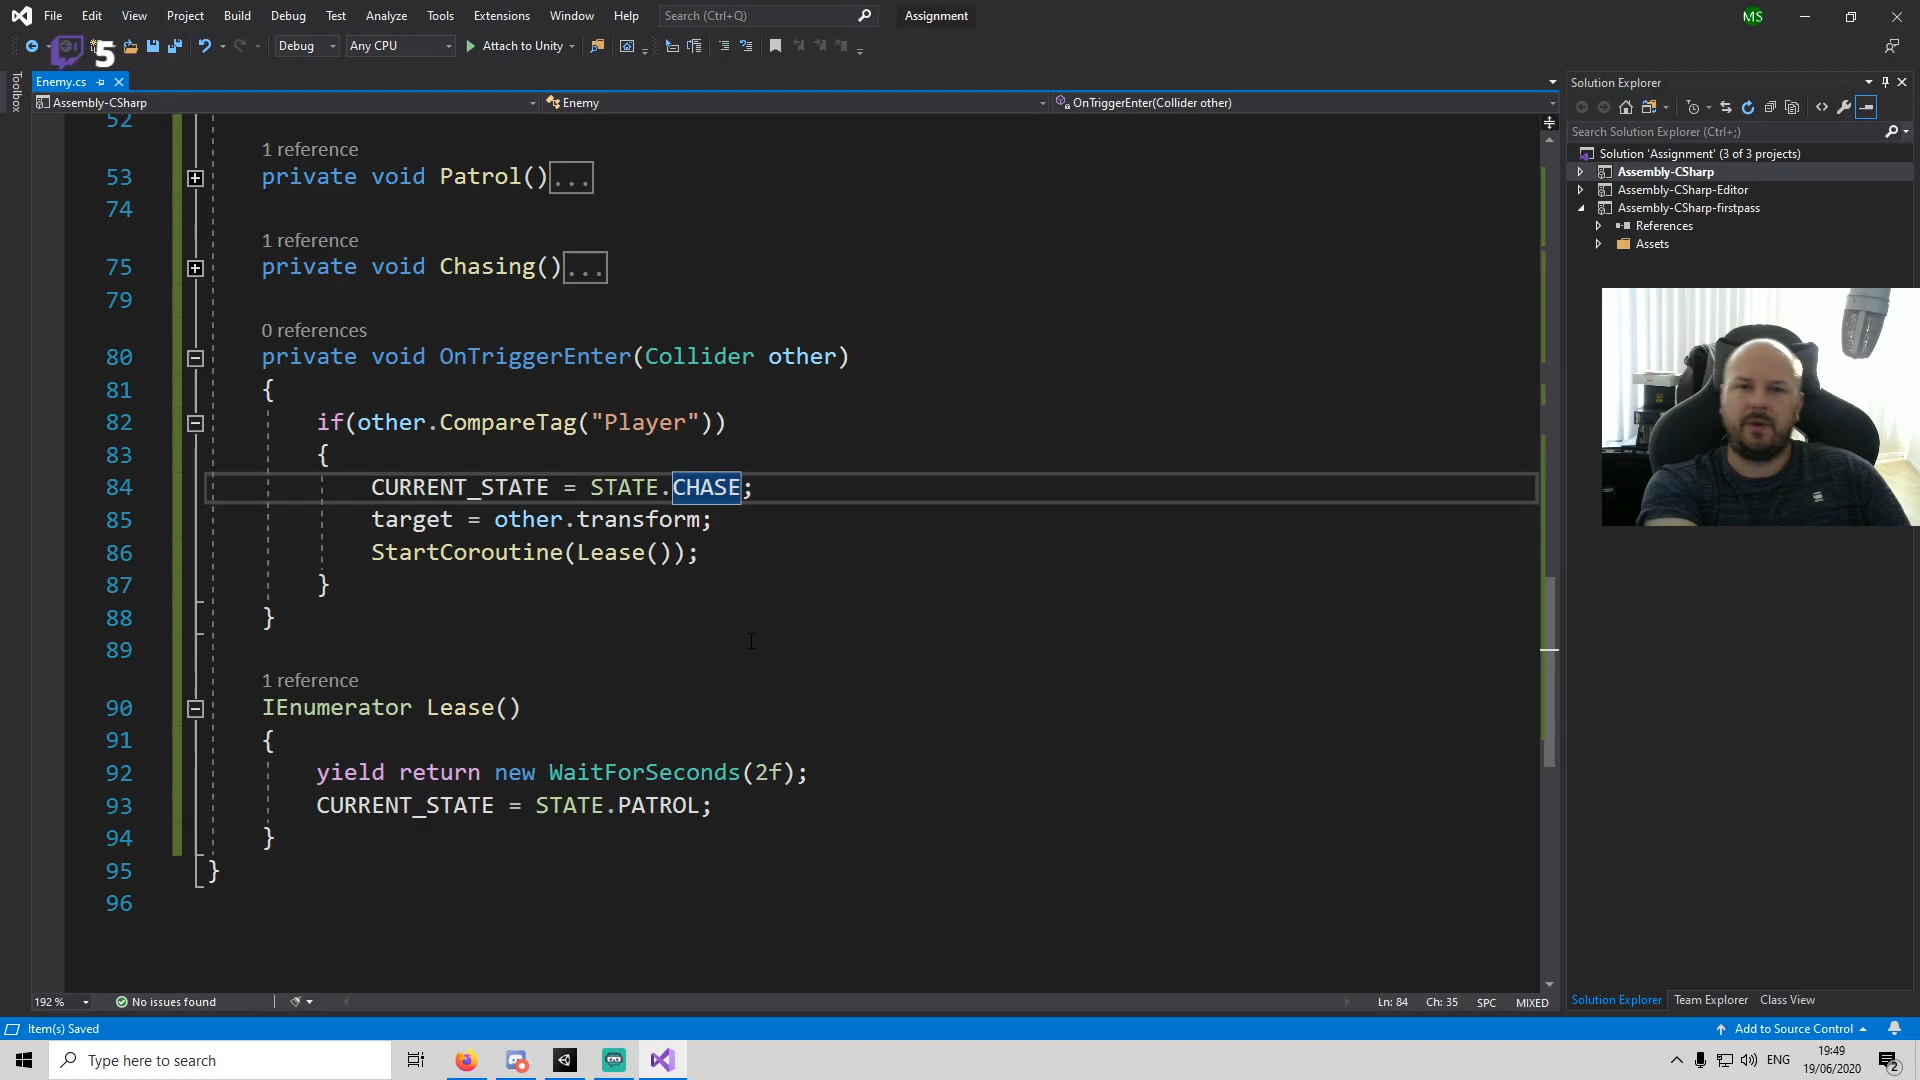 File Edit View Project Build Debug Test Analyze Tools Extensions Window Help Search (Ctrl+Q) Assignment MS
5 Debug Any CPU Attach to Unity
Toolbox
Enemy.cs
Assembly-CSharp Enemy OnTriggerEnter(Collider other)
52
1 reference
53 private void Patrol()...
74
1 reference
75 private void Chasing()...
79
0 references
80 private void OnTriggerEnter(Collider other)
81 {
82 if(other.CompareTag("Player"))
83 {
84 CURRENT_STATE = STATE.CHASE;
85 target = other.transform;
86 StartCoroutine(Lease());
87 }
88 }
89
1 reference
90 IEnumerator Lease()
91 {
92 yield return new WaitForSeconds(2f);
93 CURRENT_STATE = STATE.PATROL;
94 }
95 }
96
192 % No issues found Ln: 84 Ch: 35 SPC MIXED
Solution Explorer
Search Solution Explorer (Ctrl+;)
Solution 'Assignment' (3 of 3 projects)
Assembly-CSharp
Assembly-CSharp-Editor
Assembly-CSharp-firstpass
References
Assets
Solution Explorer Team Explorer Class View
Item(s) Saved Add to Source Control
Type here to search
ENG
19:49
19/06/2020
2